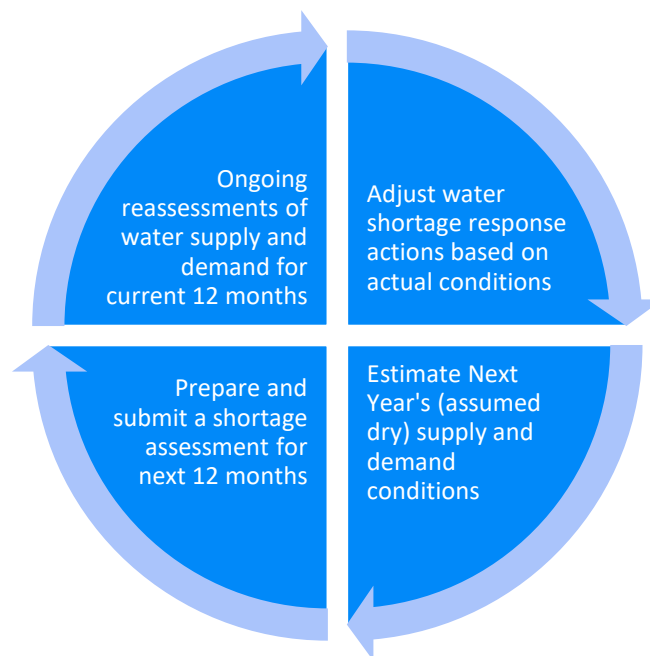 Ongoing
reassessments of
water supply and
demand for
current 12 months
Adjust water
shortage response
actions based on
actual conditions
Prepare and
submit a shortage
assessment for
next 12 months
Estimate Next
Year's (assumed
dry) supply and
demand
conditions